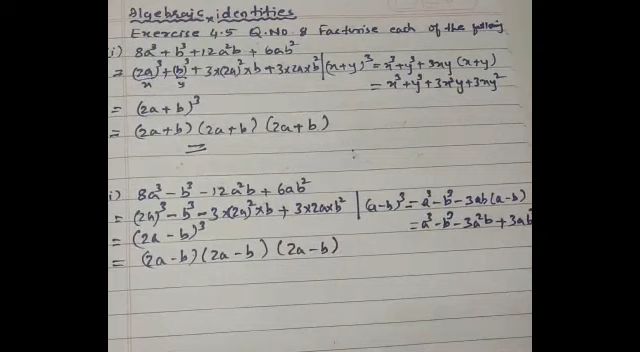 Algebraic identities
Exercise 4.5 Q.No 8 Factorise each of the following
i) 8a³ + b³ + 12a²b + 6ab²
= (2a)³ + (b)³ + 3×(2a)²×b + 3×2a×b² | (x+y)³ = x³+y³+3xy(x+y)
x y = x³+y³+3x²y+3xy²
= (2a+b)³
= (2a+b) (2a+b) (2a+b)
i) 8a³ - b³ - 12a²b + 6ab²
= (2a)³ - b³ - 3×(2a)²×b + 3×2a×b² | (a-b)³ = a³-b³-3ab(a-b)
= (2a-b)³ = a³-b³-3a²b+3ab²
= (2a-b) (2a-b) (2a-b)